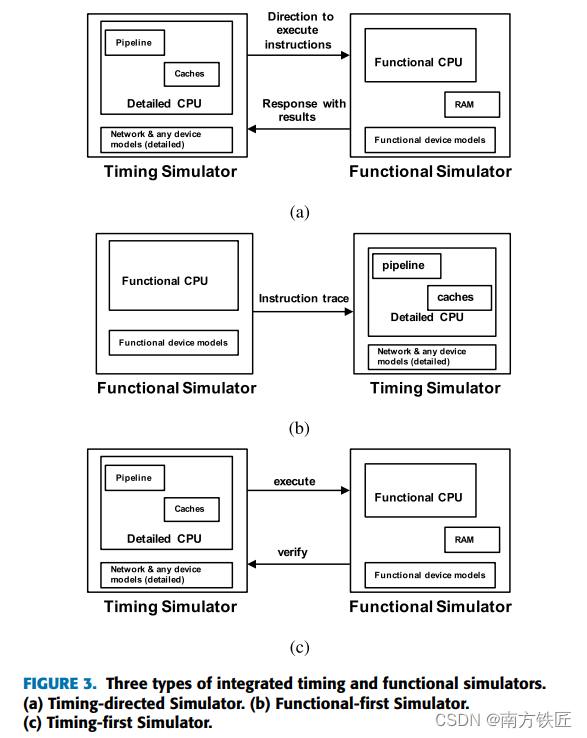 Pipeline
Caches
Detailed CPU
Network & any device
models (detailed)
Timing Simulator
Direction to
execute
instructions
Response with
results
Functional CPU
RAM
Functional device models
Functional Simulator
(a)
Functional CPU
Functional device models
Functional Simulator
Instruction trace
pipeline
caches
Detailed CPU
Network & any device
models (detailed)
Timing Simulator
(b)
Pipeline
Caches
Detailed CPU
Network & any device
models (detailed)
Timing Simulator
execute
verify
Functional CPU
RAM
Functional device models
Functional Simulator
(c)
FIGURE 3. Three types of integrated timing and functional simulators.
(a) Timing-directed Simulator. (b) Functional-first Simulator.
(c) Timing-first Simulator.
CSDN @南方铁匠